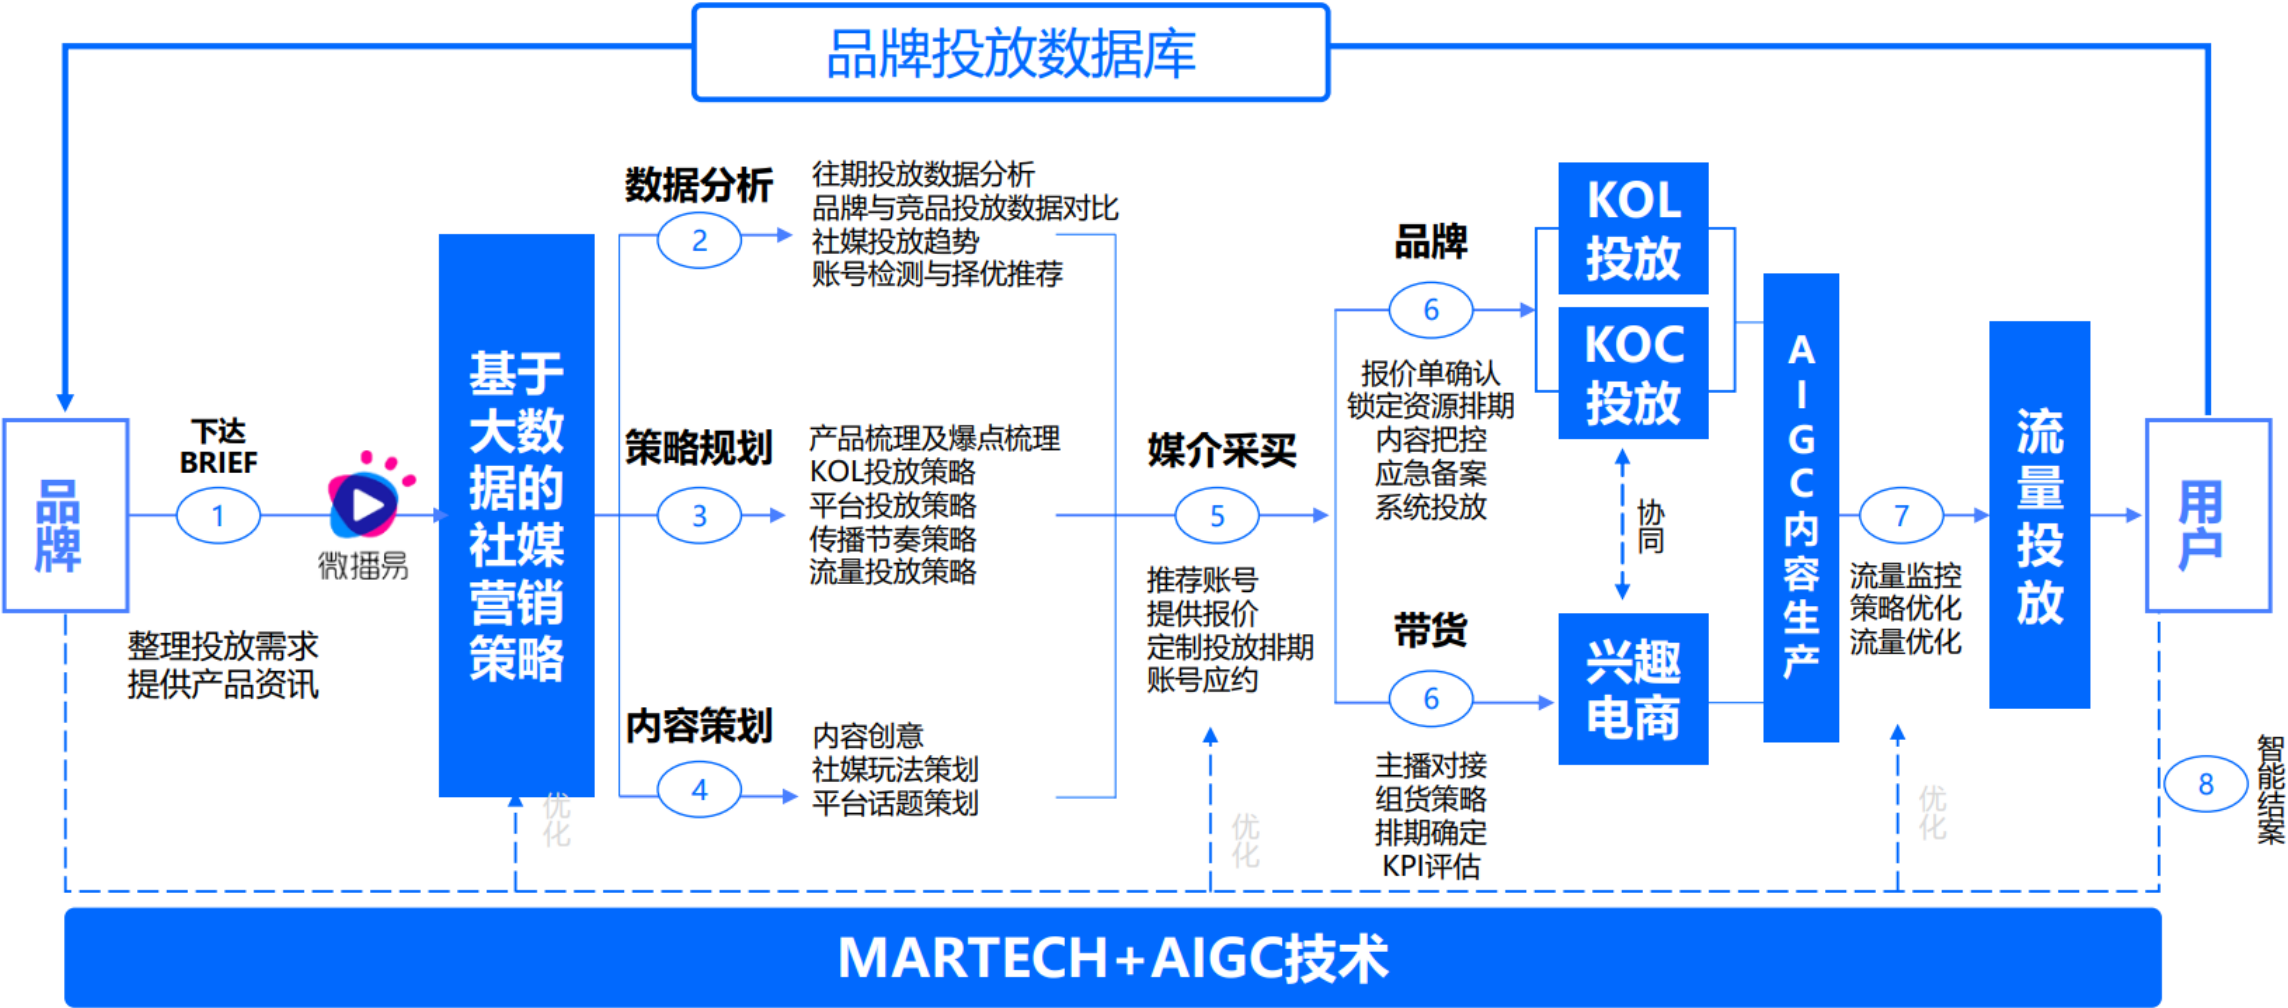 品牌投放数据库
品牌
下达
BRIEF
1
整理投放需求
提供产品资讯
微播易
基于
大数
据的
社媒
营销
策略
数据分析
2
往期投放数据分析
品牌与竞品投放数据对比
社媒投放趋势
账号检测与择优推荐
策略规划
3
产品梳理及爆点梳理
KOL投放策略
平台投放策略
传播节奏策略
流量投放策略
内容策划
4
内容创意
社媒玩法策划
平台话题策划
媒介采买
5
推荐账号
提供报价
定制投放排期
账号应约
品牌
6
报价单确认
锁定资源排期
内容把控
应急备案
系统投放
KOL
投放
KOC
投放
协同
带货
6
主播对接
组货策略
排期确定
KPI评估
兴趣
电商
AIGC内容生产
7
流量监控
策略优化
流量优化
流量投放
用户
8
智能结案
优化
优化
优化
MARTECH+AIGC技术